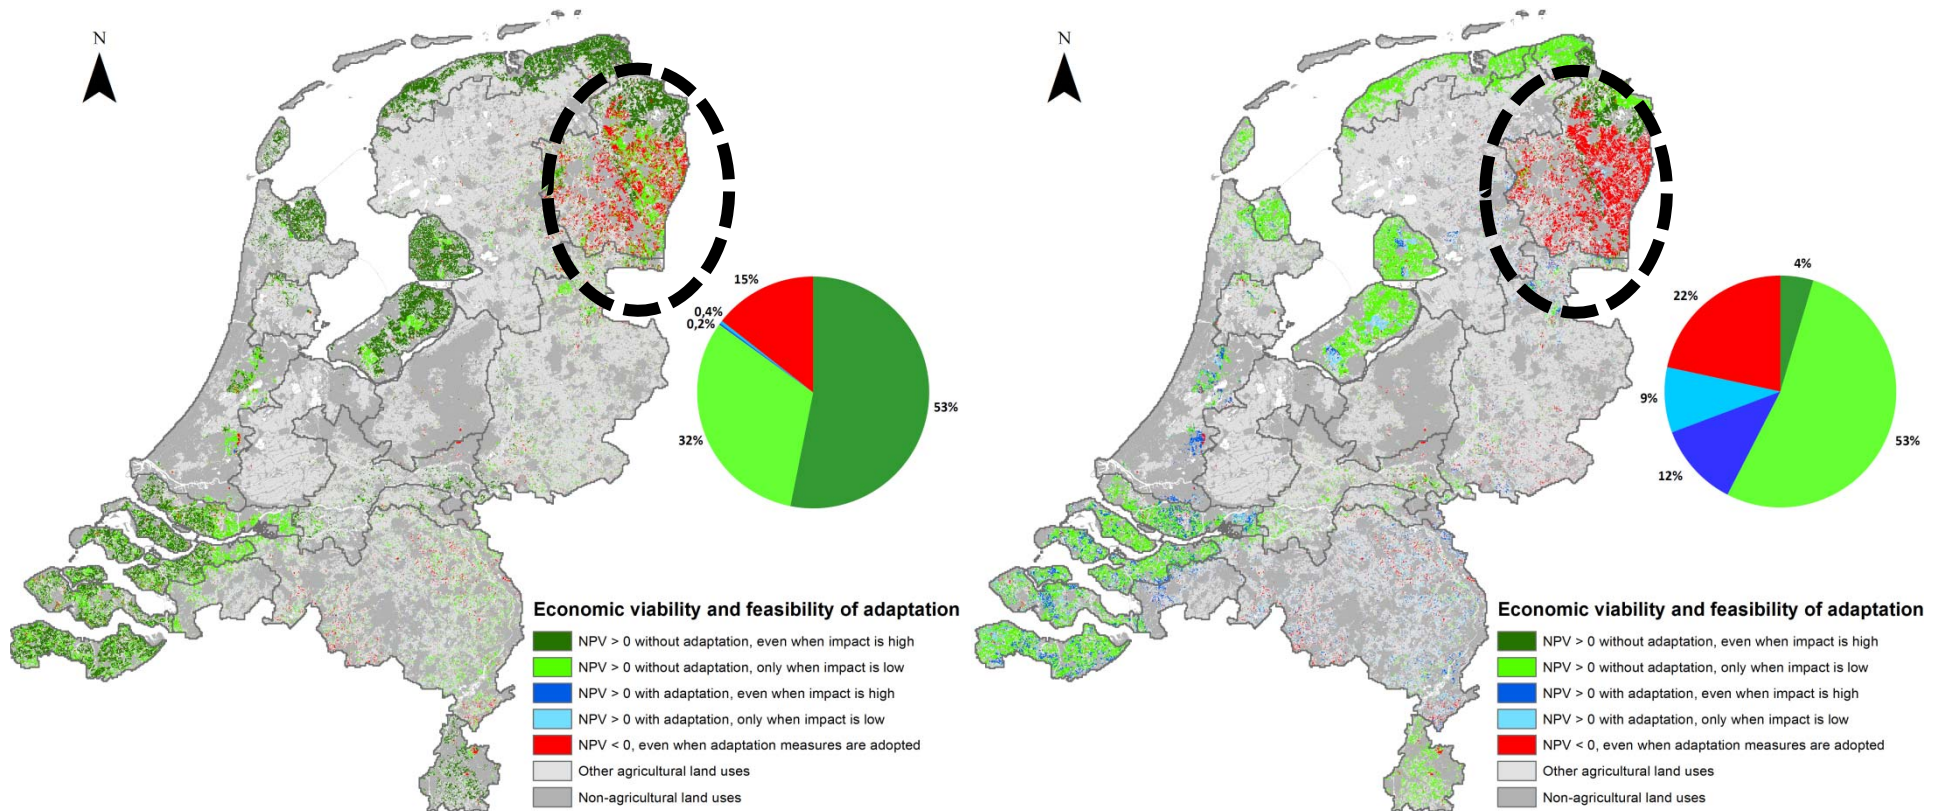 N
15%
0,4%
0,2%
32%
53%
Economic viability and feasibility of adaptation
NPV > 0 without adaptation, even when impact is high
NPV > 0 without adaptation, only when impact is low
NPV > 0 with adaptation, even when impact is high
NPV > 0 with adaptation, only when impact is low
NPV < 0, even when adaptation measures are adopted
Other agricultural land uses
Non-agricultural land uses
N
4%
22%
9%
12%
53%
Economic viability and feasibility of adaptation
NPV > 0 without adaptation, even when impact is high
NPV > 0 without adaptation, only when impact is low
NPV > 0 with adaptation, even when impact is high
NPV > 0 with adaptation, only when impact is low
NPV < 0, even when adaptation measures are adopted
Other agricultural land uses
Non-agricultural land uses